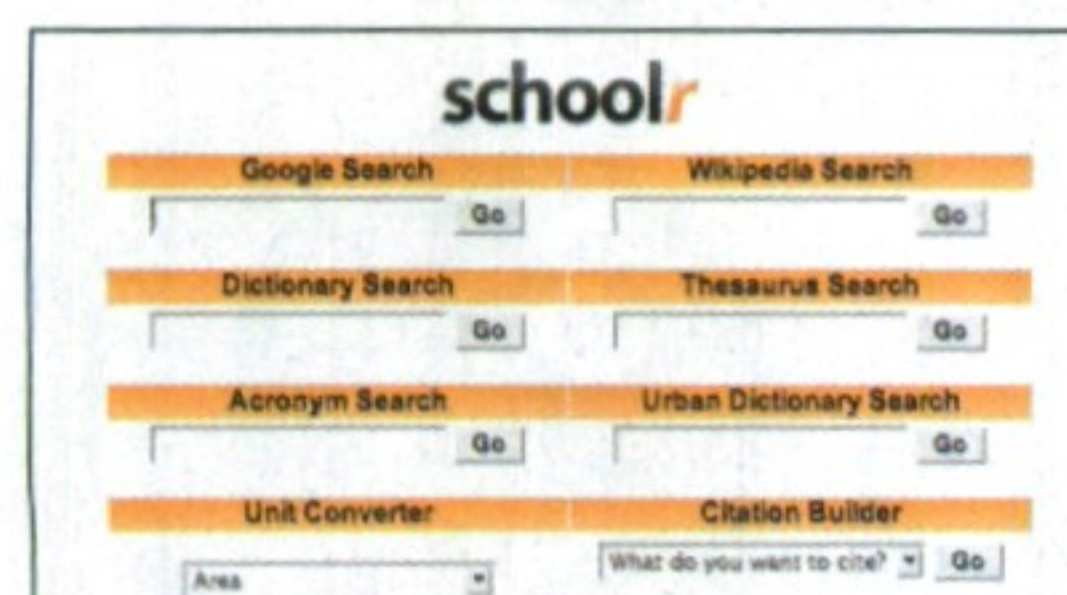 schoolr
Google Search Wikipedia Search
Go Go
Dictionary Search Thesaurus Search
Go Go
Acronym Search Urban Dictionary Search
Go Go
Unit Converter Citation Builder
Area What do you want to cite? Go